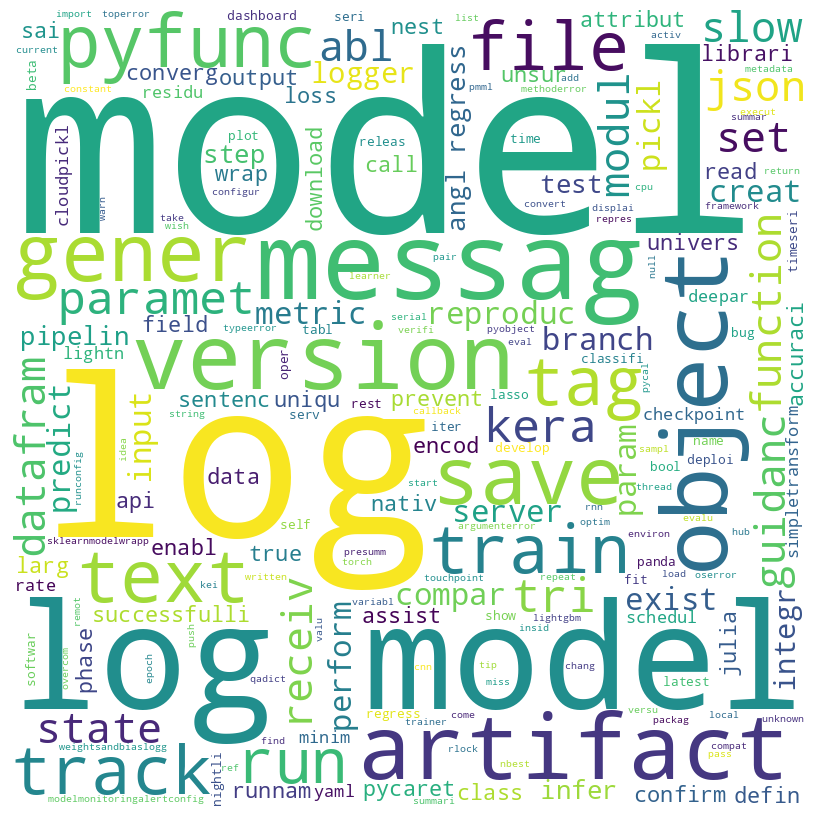 import toperror
current sai
beta
constant
pyfunc
converg output
residu
dashboard
seri
abl
logger
loss
nest
list
file
pmml
unsur
add
methoderror
attribut
activ
slow
librari
metadata
json
execut
summar
set
model
cloudpickl
warn
plot
step
wrap
configur
take
wish
download
releas
call
angl regress
time
test
convert
displai
repres
modul
pickl
cpu
read
return
creat
framework
gener
messag
pair
learner
univers
null
timeseri
paramet
metric
reproduc
object
deepar
function
pipelin
field
typeerror
tabl
serial
verifi
pyobject
eval
branch
classifi
bug
accuraci
lightn
oper
version
tag
pycal
datafram
predict
string
idea
runconfig
input
sentenc
uniqu
serv
rest
prevent
callback
lasso
iter
kera
checkpoint
name
guidanc
simpletransform
log
data
encod
develop
param
sampl
bool
deploi
thread
api
self
start
save
nativ
server
rnn
optim
environ
evalu
hub
sklearnmodelwrapp
enabl
true
presumm
argumenterror
train
panda
larg
rate
text
kei
written
torch
touchpoint
repeat
fit
load
oserror
successfulli
receiv
variabl
compar
tri
exist
softwar
overcom
remot
phase
push
valu
perform
assist
show
insid
lightgbm
schedul
julia
integr
log model
epoch
qadict
cnn
tip
miss
chang
latest
state
regress
trainer
come
versu
packag
local
unknown
weightsandbiaslogg
find
minim
artifact
rlock
compat
pass
track
nightli
ref
run
nbest
modelmonitoringalertconfig
runnam
yaml
summari
pycaret
class
infer
confirm
defin